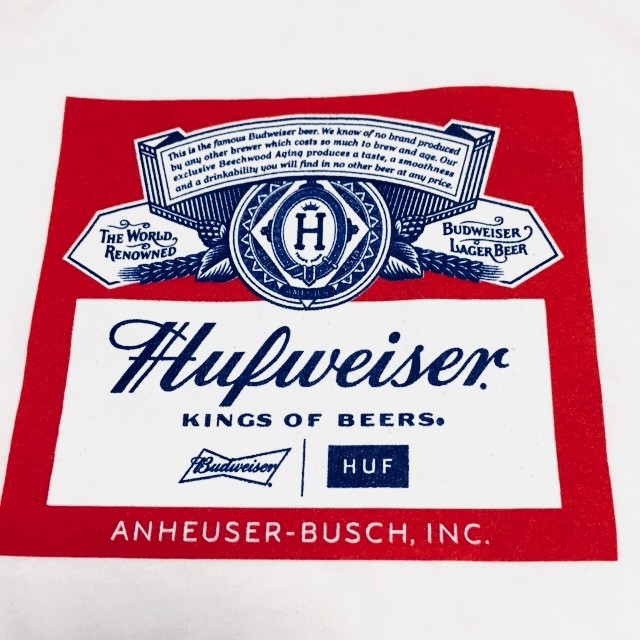 This is the famous Budweiser beer. We know of no brand produced
by any other brewer which costs so much to brew and age. Our
exclusive Beechwood Aging produces a taste, a smoothness
and a drinkability you will find in no other beer at any price.
THE WORLD
RENOWNED
H
BUDWEISER
LAGER BEER
AMERICA
Hufweiser
KINGS OF BEERS.
Budweiser
HUF
ANHEUSER-BUSCH, INC.